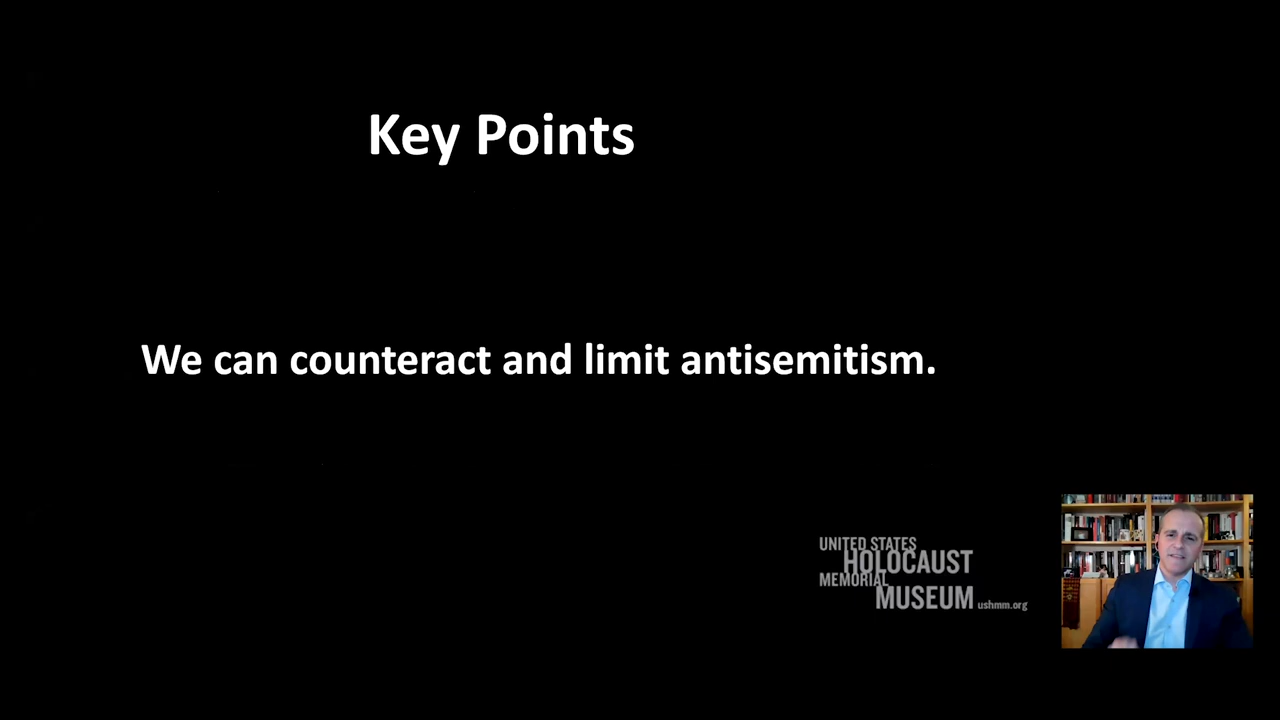 Key Points
We can counteract and limit antisemitism.
UNITED STATES
HOLOCAUST
MEMORIAL
MUSEUM ushmm.org